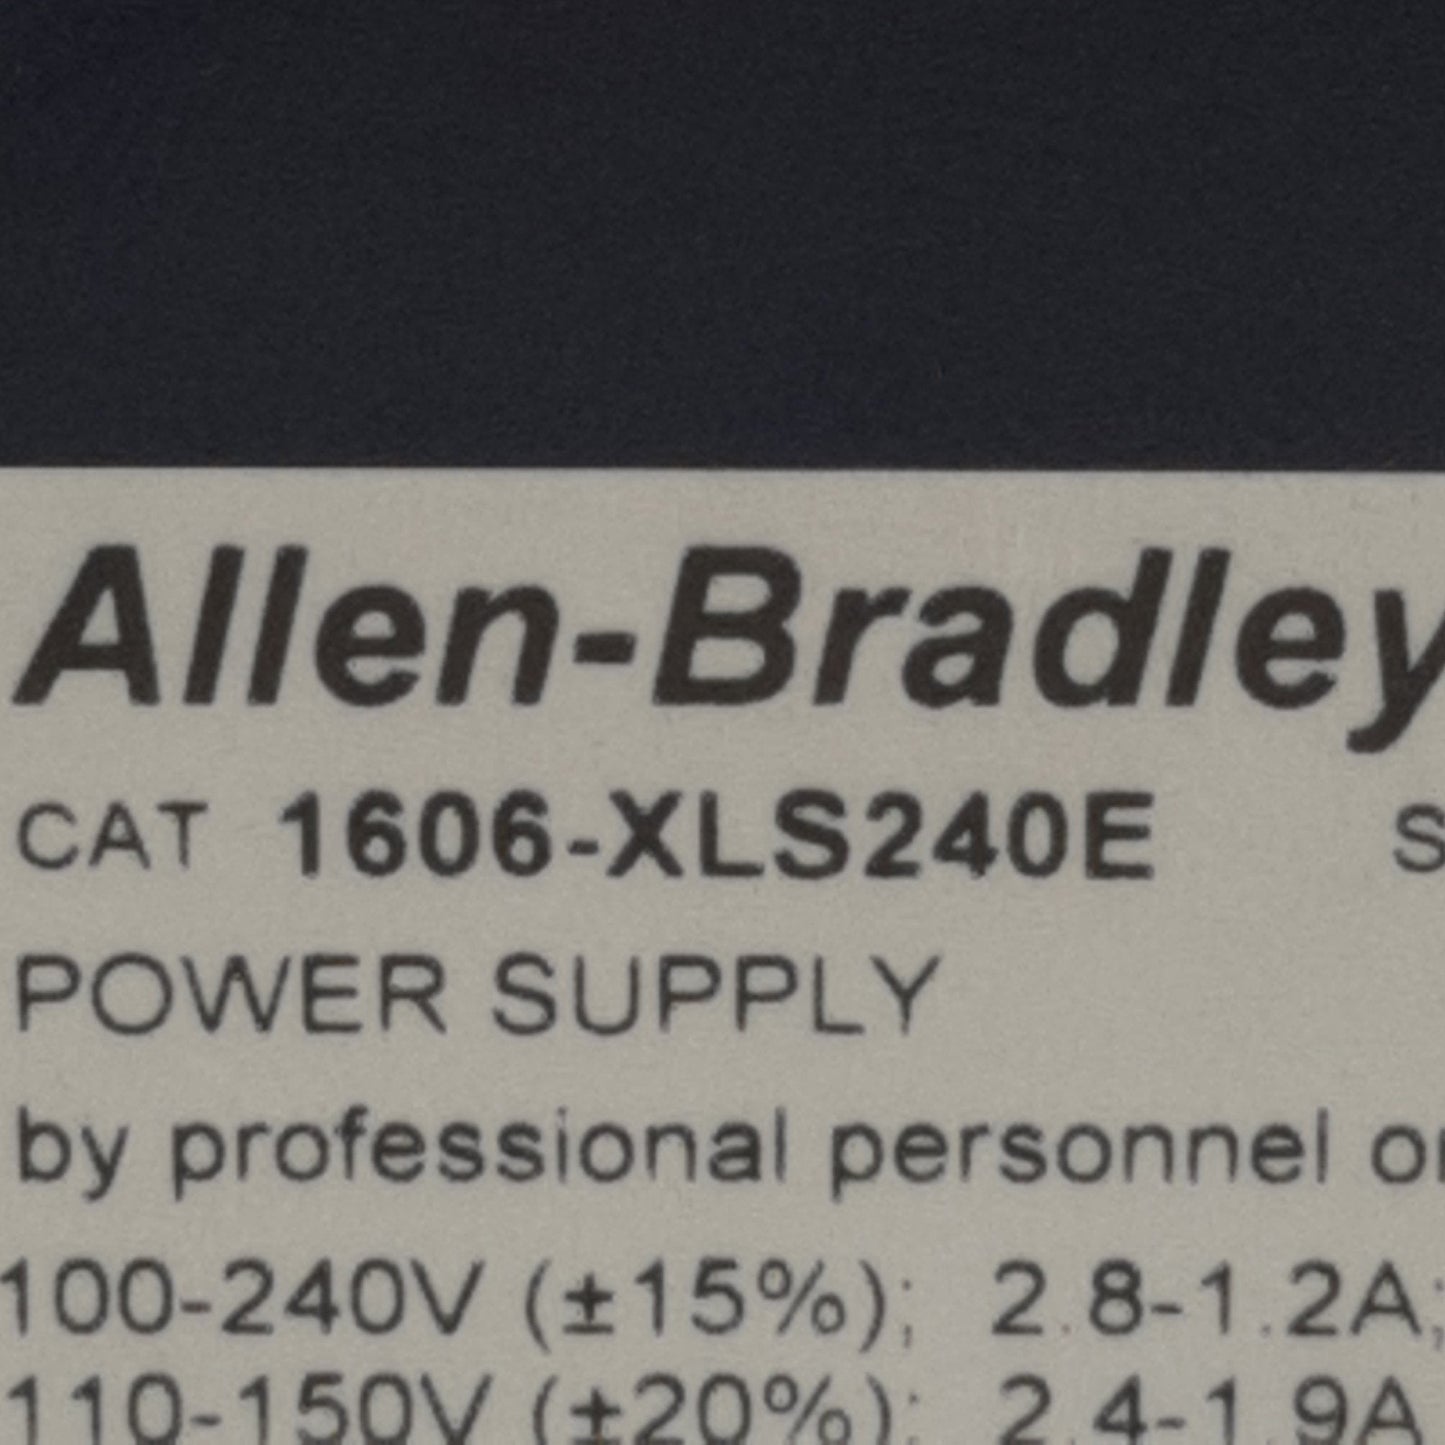 Allen-Bradley
CAT 1606-XLS240E S
POWER SUPPLY
by professional personnel or
100-240V (±15%); 2.8-1.2A;
110-150V (±20%); 2.4-1.9A